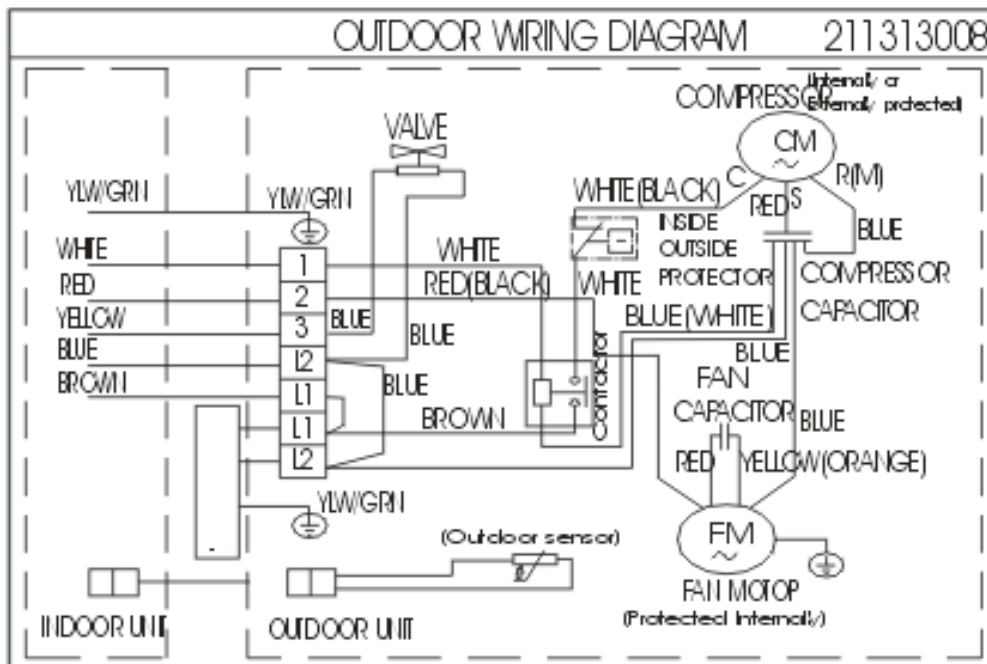 OUTDOOR WIRING DIAGRAM 211313008
COMPRESSOR
(Internally or
Externally protected)
CM
VALVE
YLW/GRN
YLW/GRN
WHITE
RED
YELLOW
BLUE
BROWN
1
2
3
L2
L1
L1
L2
BLUE
BLUE
BLUE
WHITE
RED(BLACK)
BROWN
WHITE(BLACK)
C
RED
S
R(M)
BLUE
INSIDE
OUTSIDE
PROTECTOR
WHITE
COMPRESSOR
CAPACITOR
BLUE(WHITE)
BLUE
Contactor
FAN
CAPACITOR
BLUE
RED
YELLOW(ORANGE)
YLW/GRN
FM
(Outdoor sensor)
FAN MOTOP
(Protected Internally)
INDOOR UNIT
OUTDOOR UNIT